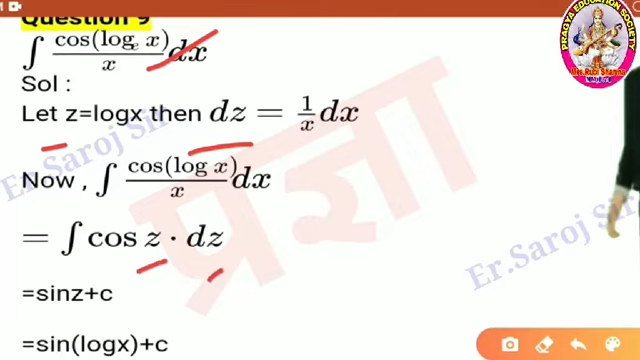 Question 9
∫ cos(logₑ x)/x dx
Sol :
Let z=logx then dz = 1/x dx
Now , ∫ cos(log x)/x dx
= ∫ cos z · dz
=sinz+c
=sin(logx)+c
प्रज्ञा
Er.Saroj
Er.Saroj
PRAGYA EDUCATION SOCIETY